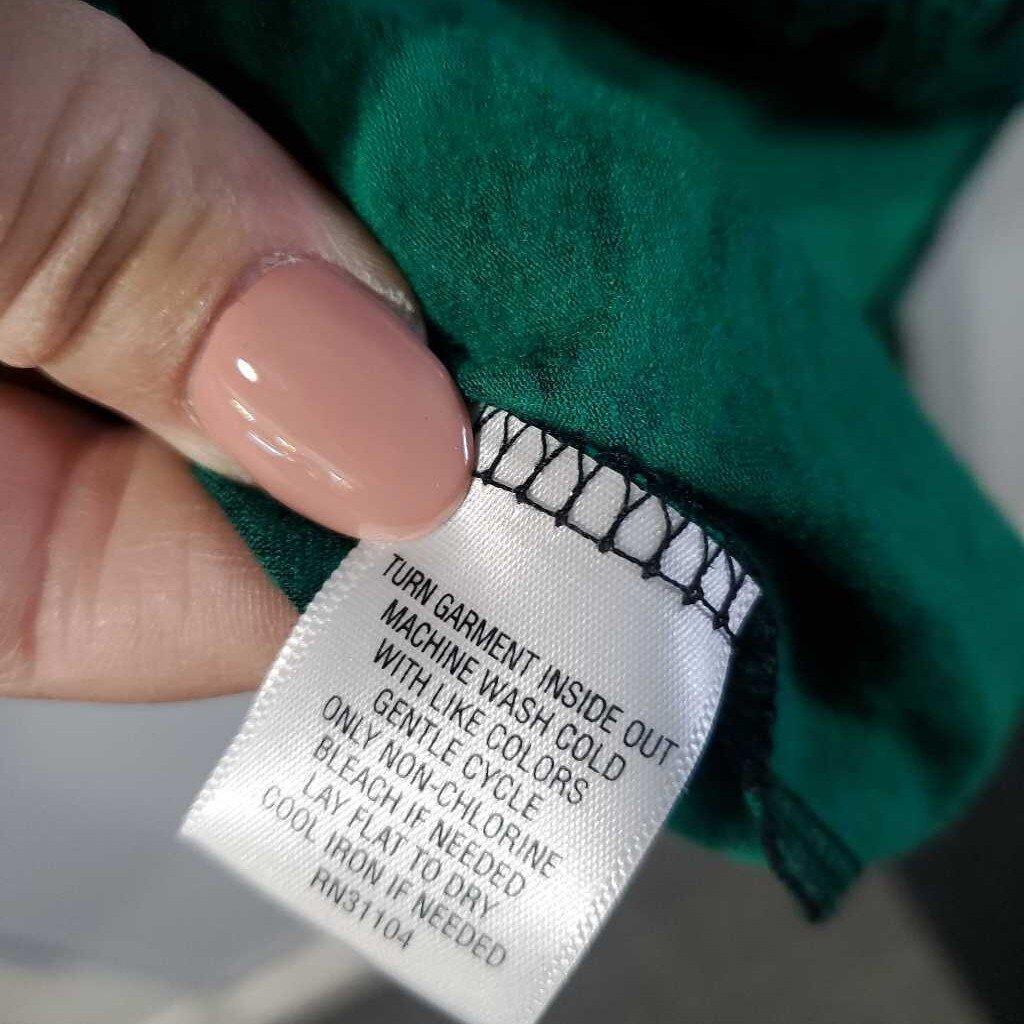 TURN GARMENT INSIDE OUT
MACHINE WASH COLD
WITH LIKE COLORS
GENTLE CYCLE
ONLY NON-CHLORINE
BLEACH IF NEEDED
LAY FLAT TO DRY
COOL IRON IF NEEDED
RN31104